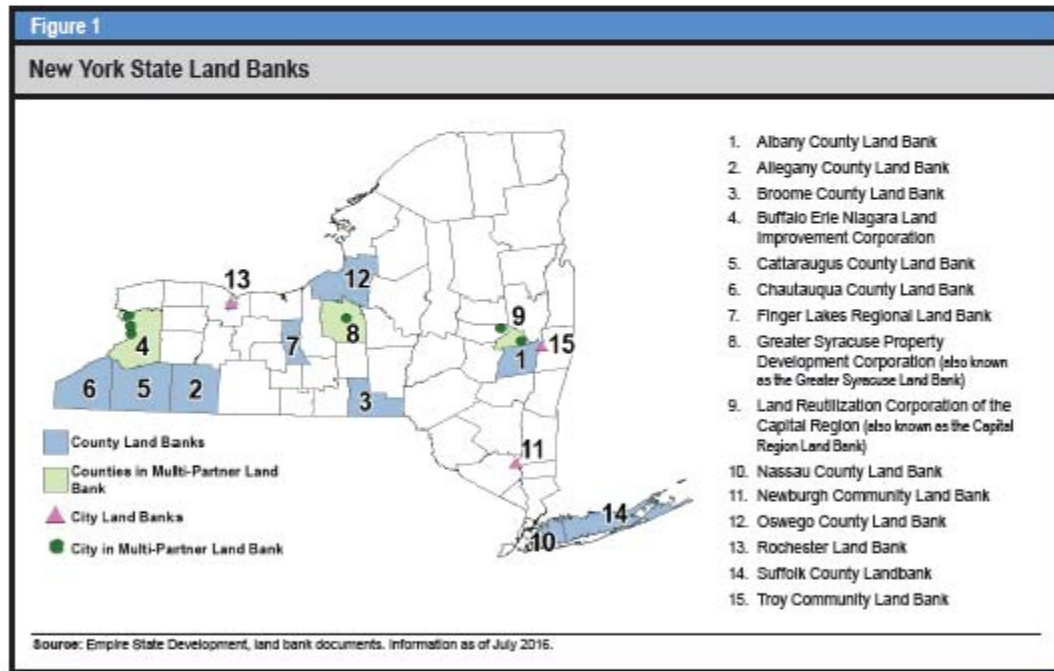 Figure 1
New York State Land Banks
13
12
9
8
15
4
7
1
6
5
2
3
11
14
10
County Land Banks
Counties in Multi-Partner Land
Bank
City Land Banks
City in Multi-Partner Land Bank
1. Albany County Land Bank
2. Allegany County Land Bank
3. Broome County Land Bank
4. Buffalo Erie Niagara Land
Improvement Corporation
5. Cattaraugus County Land Bank
6. Chautauqua County Land Bank
7. Finger Lakes Regional Land Bank
8. Greater Syracuse Property
Development Corporation (also known
as the Greater Syracuse Land Bank)
9. Land Reutilization Corporation of the
Capital Region (also known as the Capital
Region Land Bank)
10. Nassau County Land Bank
11. Newburgh Community Land Bank
12. Oswego County Land Bank
13. Rochester Land Bank
14. Suffolk County Landbank
15. Troy Community Land Bank
Source: Empire State Development, land bank documents. Information as of July 2016.